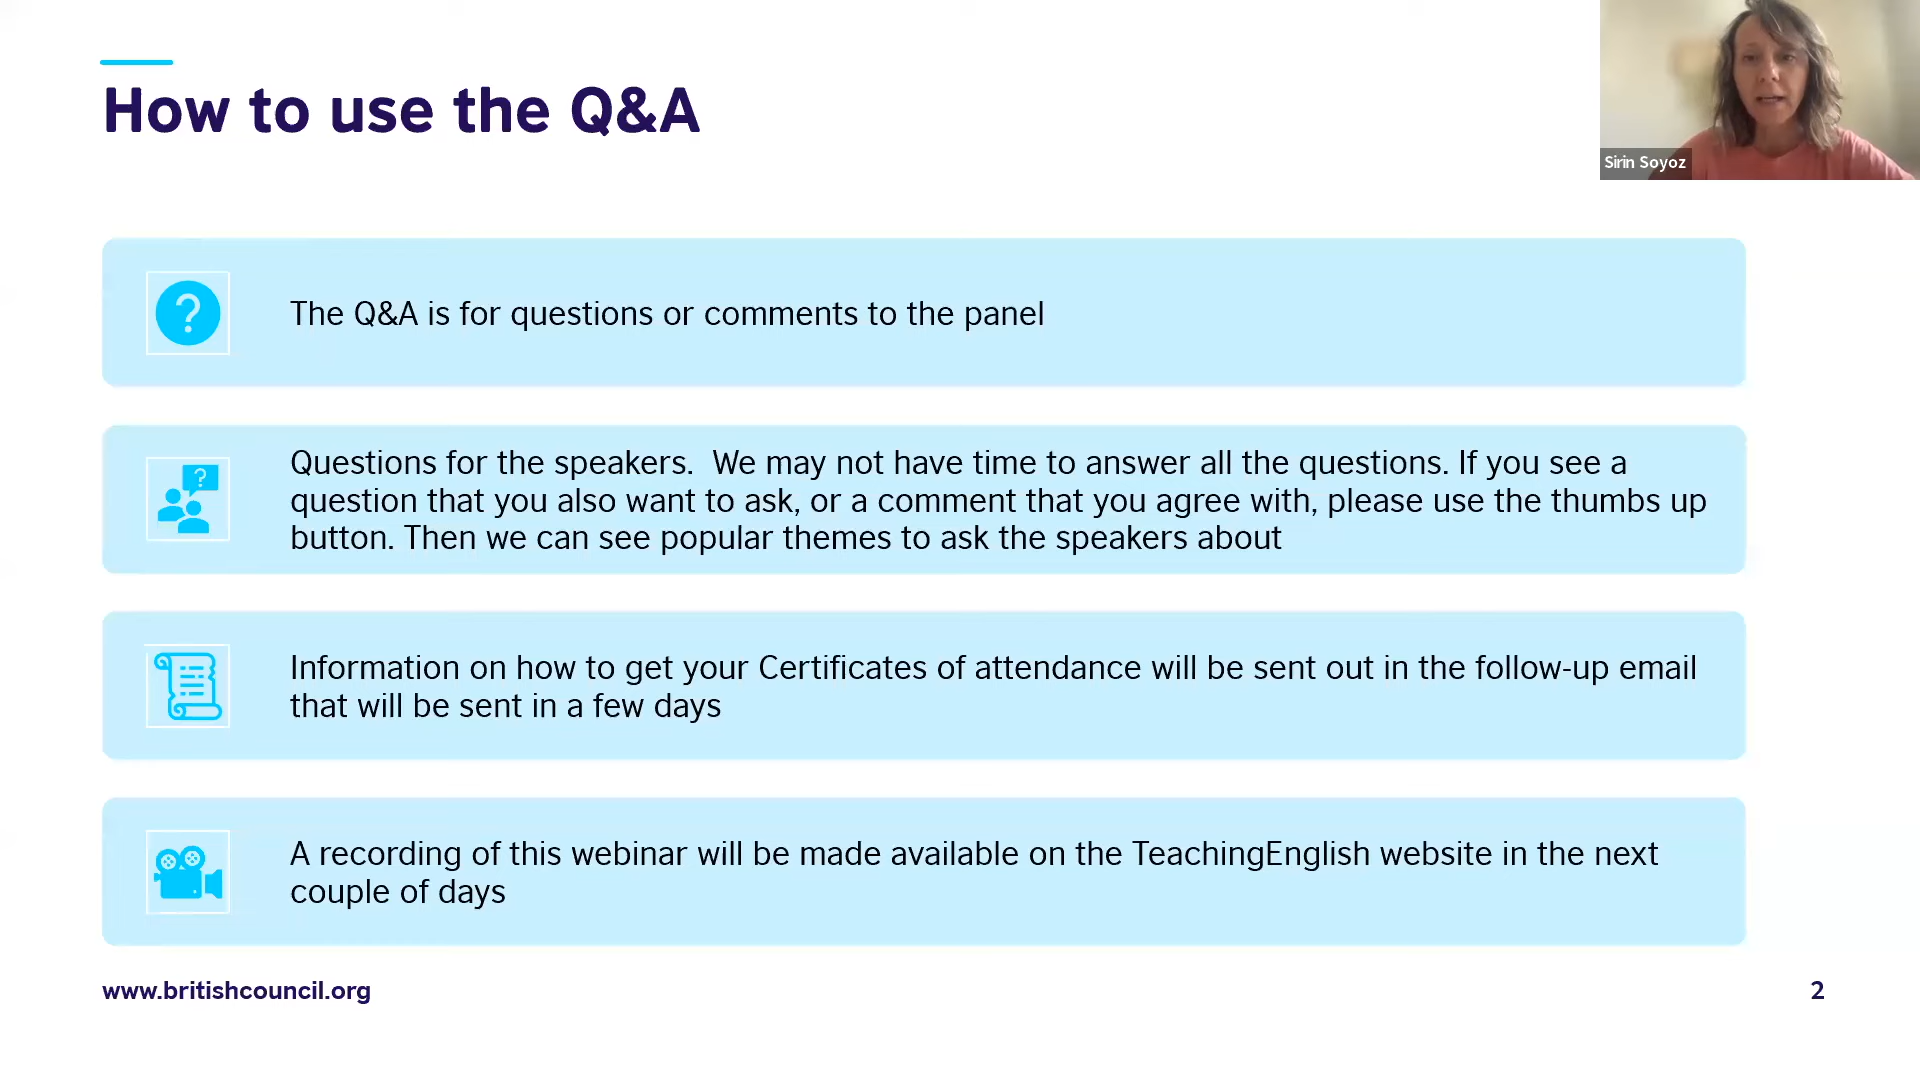 How to use the Q&A
Sirin Soyoz
?
The Q&A is for questions or comments to the panel
?
Questions for the speakers.  We may not have time to answer all the questions. If you see a
question that you also want to ask, or a comment that you agree with, please use the thumbs up
button. Then we can see popular themes to ask the speakers about
Information on how to get your Certificates of attendance will be sent out in the follow-up email
that will be sent in a few days
A recording of this webinar will be made available on the TeachingEnglish website in the next
couple of days
www.britishcouncil.org
2